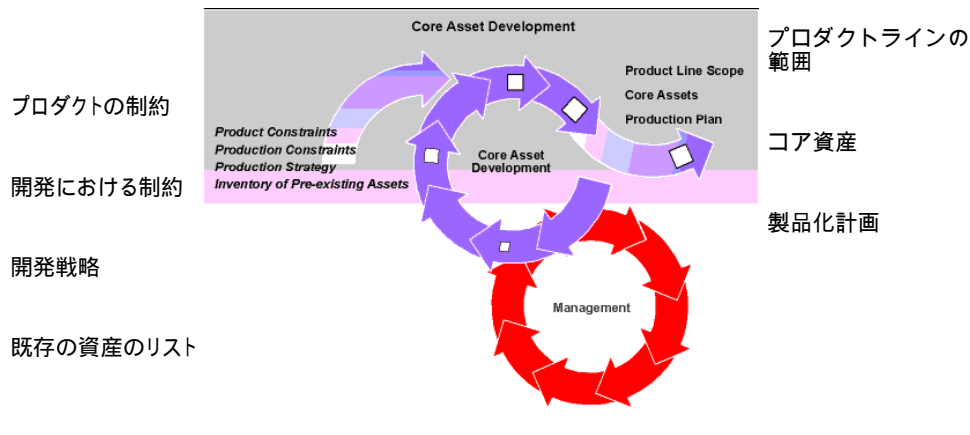 Core Asset Development
プロダクトの制約
開発における制約
開発戦略
既存の資産のリスト
Product Constraints
Production Constraints
Production Strategy
Inventory of Pre-existing Assets
Core Asset
Development
Management
Product Line Scope
Core Assets
Production Plan
プロダクトラインの
範囲
コア資産
製品化計画